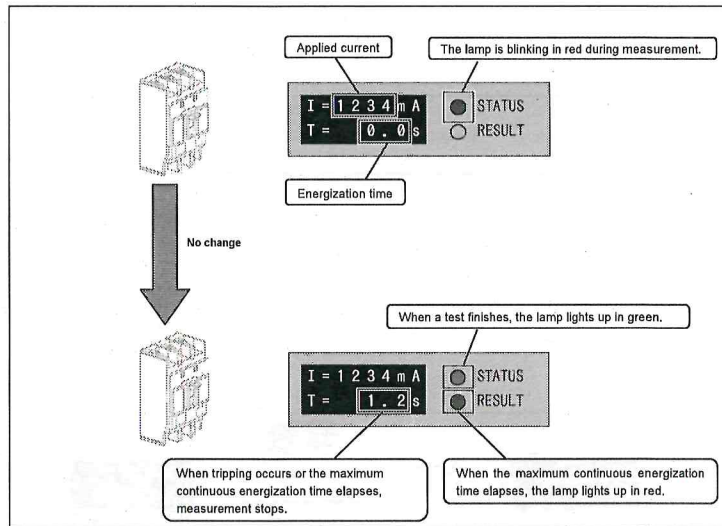 Applied current
The lamp is blinking in red during measurement.
I = 1 2 3 4 m A
STATUS
T = 0 . 0 s
RESULT
Energization time
No change
When a test finishes, the lamp lights up in green.
I = 1 2 3 4 m A
STATUS
T = 1 . 2 s
RESULT
When tripping occurs or the maximum
continuous energization time elapses,
measurement stops.
When the maximum continuous energization
time elapses, the lamp lights up in red.